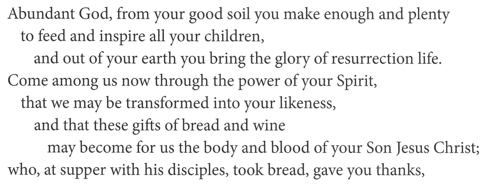 Abundant God, from your good soil you make enough and plenty
to feed and inspire all your children,
and out of your earth you bring the glory of resurrection life.
Come among us now through the power of your Spirit,
that we may be transformed into your likeness,
and that these gifts of bread and wine
may become for us the body and blood of your Son Jesus Christ;
who, at supper with his disciples, took bread, gave you thanks,